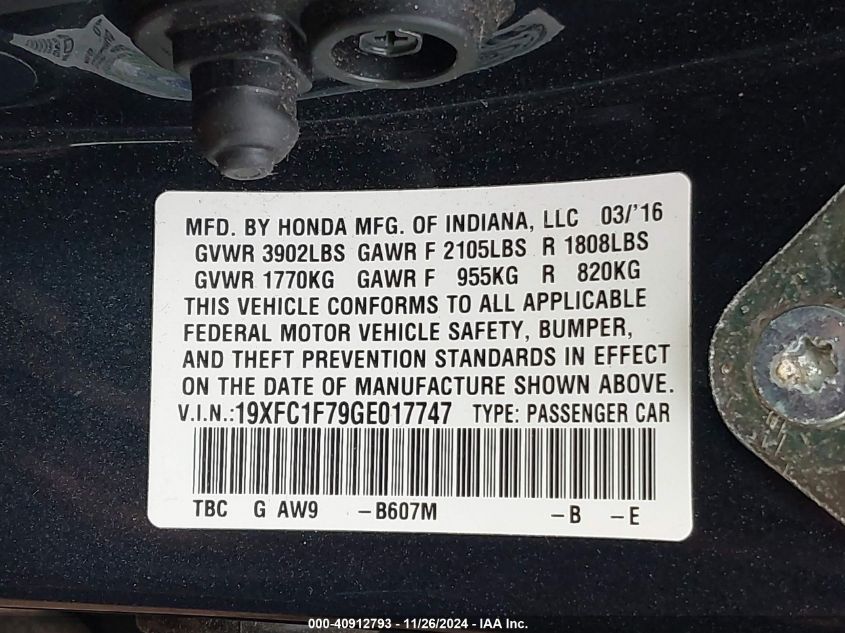 MFD. BY HONDA MFG. OF INDIANA, LLC 03/'16
GVWR 3902LBS GAWR F 2105LBS R 1808LBS
GVWR 1770KG GAWR F 955KG R 820KG
THIS VEHICLE CONFORMS TO ALL APPLICABLE
FEDERAL MOTOR VEHICLE SAFETY, BUMPER,
AND THEFT PREVENTION STANDARDS IN EFFECT
ON THE DATE OF MANUFACTURE SHOWN ABOVE.
V.I.N.:19XFC1F79GE017747 TYPE: PASSENGER CAR
TBC G AW9 –B607M –B –E
000-40912793 - 11/26/2024 - IAA Inc.